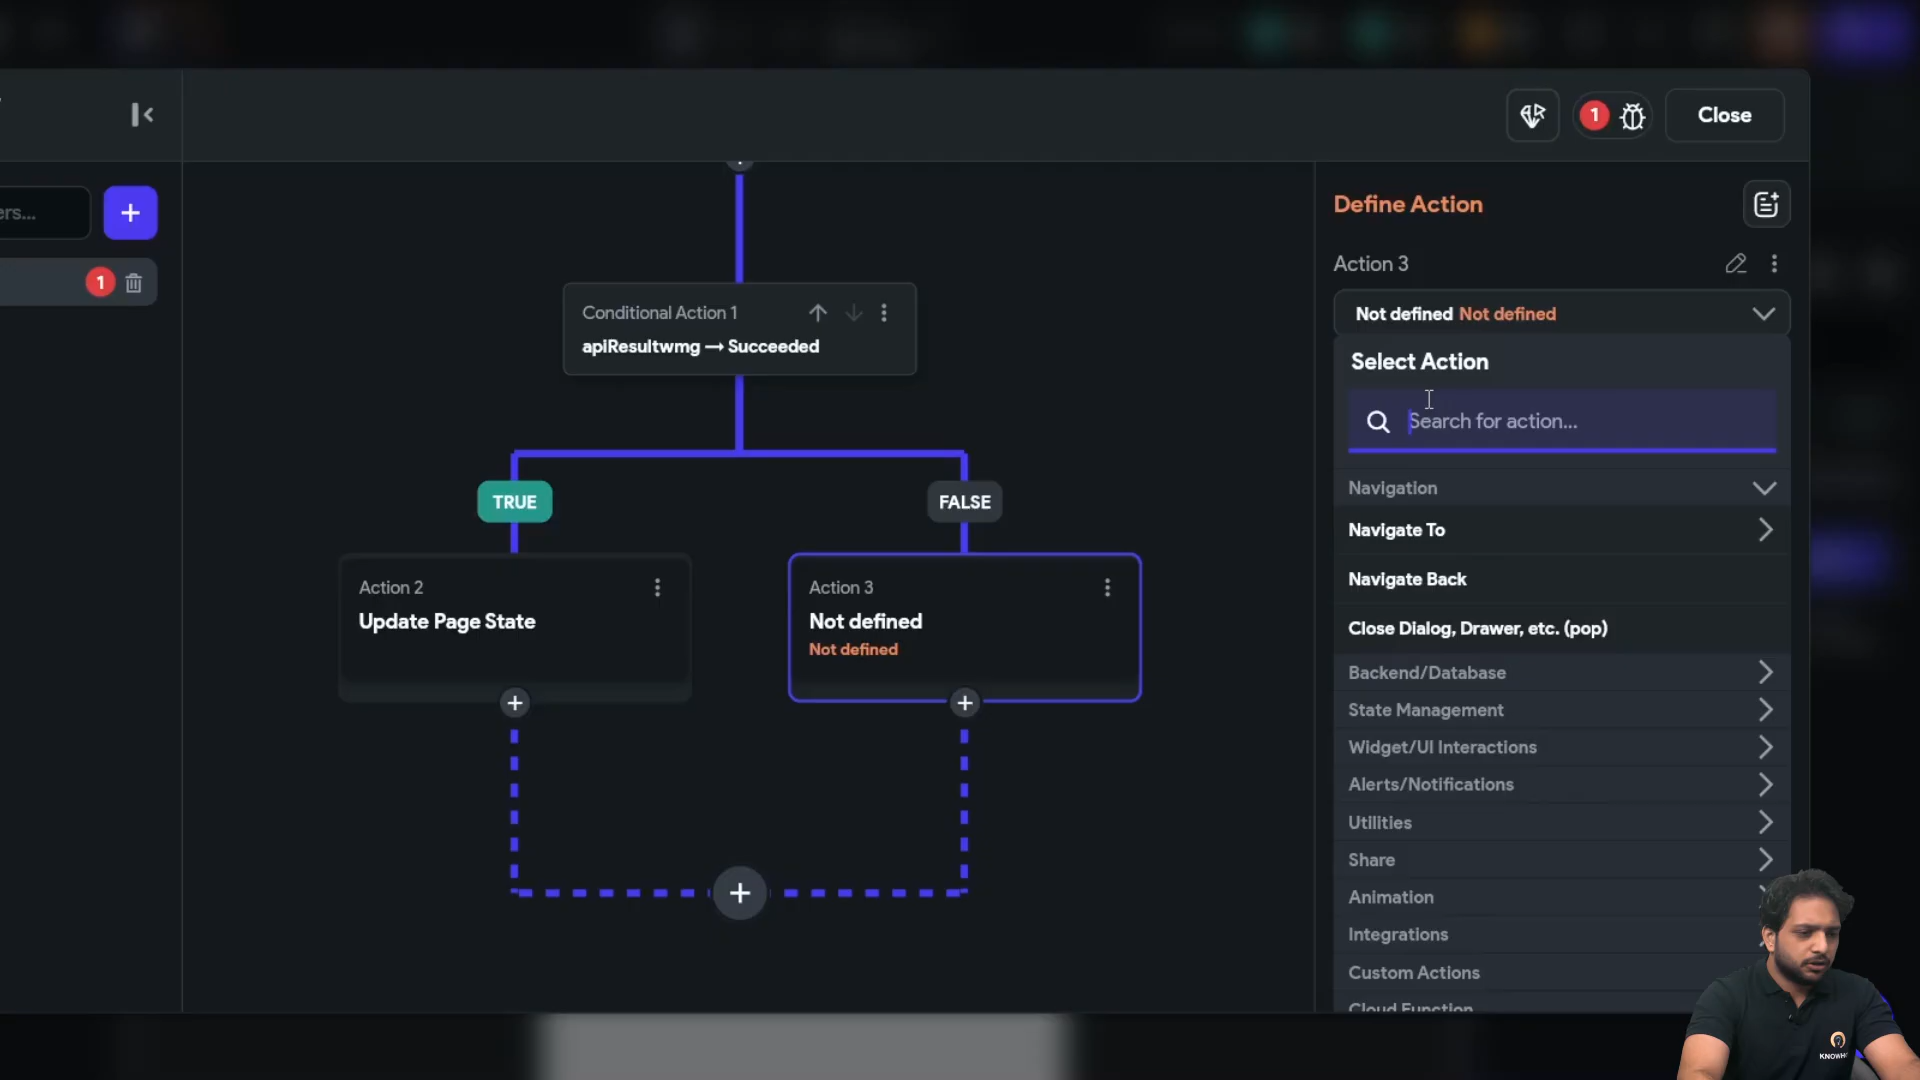 1
Close
ers...
+
1
Define Action
Action 3
Not defined Not defined
Select Action
Search for action...
Navigation
Navigate To
Navigate Back
Close Dialog, Drawer, etc. (pop)
Backend/Database
State Management
Widget/UI Interactions
Alerts/Notifications
Utilities
Share
Animation
Integrations
Custom Actions
Cloud Function
Conditional Action 1
apiResultwmg → Succeeded
TRUE
FALSE
Action 2
Update Page State
Action 3
Not defined
Not defined
+
+
+